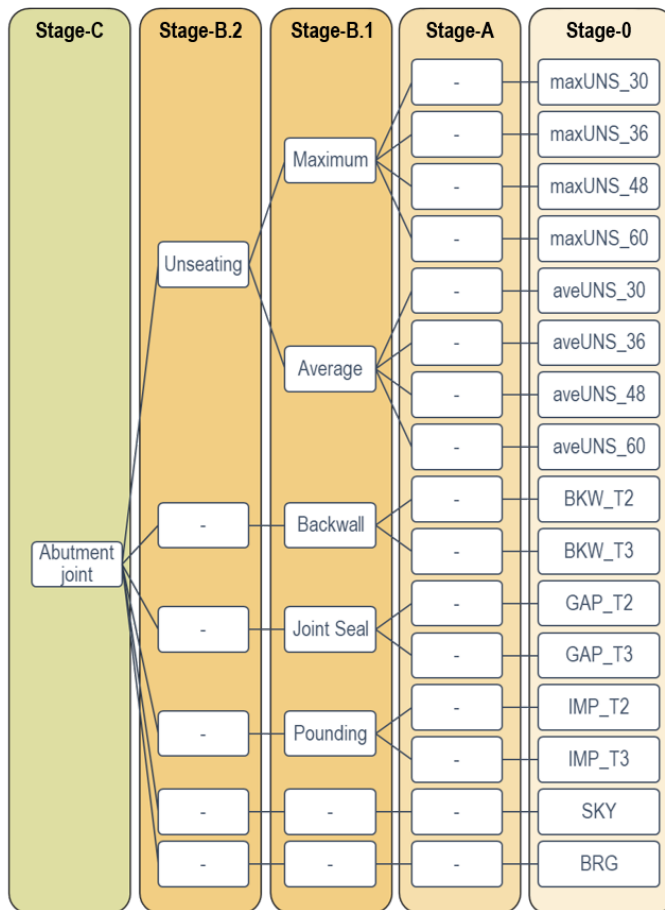 Stage-C Stage-B.2 Stage-B.1 Stage-A Stage-0
- maxUNS_30
- maxUNS_36
Maximum
- maxUNS_48
- maxUNS_60
Unseating
- aveUNS_30
- aveUNS_36
Average
- aveUNS_48
- aveUNS_60
- Backwall - BKW_T2
- BKW_T3
Abutment
joint
- Joint Seal - GAP_T2
- GAP_T3
- Pounding - IMP_T2
- IMP_T3
- - - SKY
- - - BRG